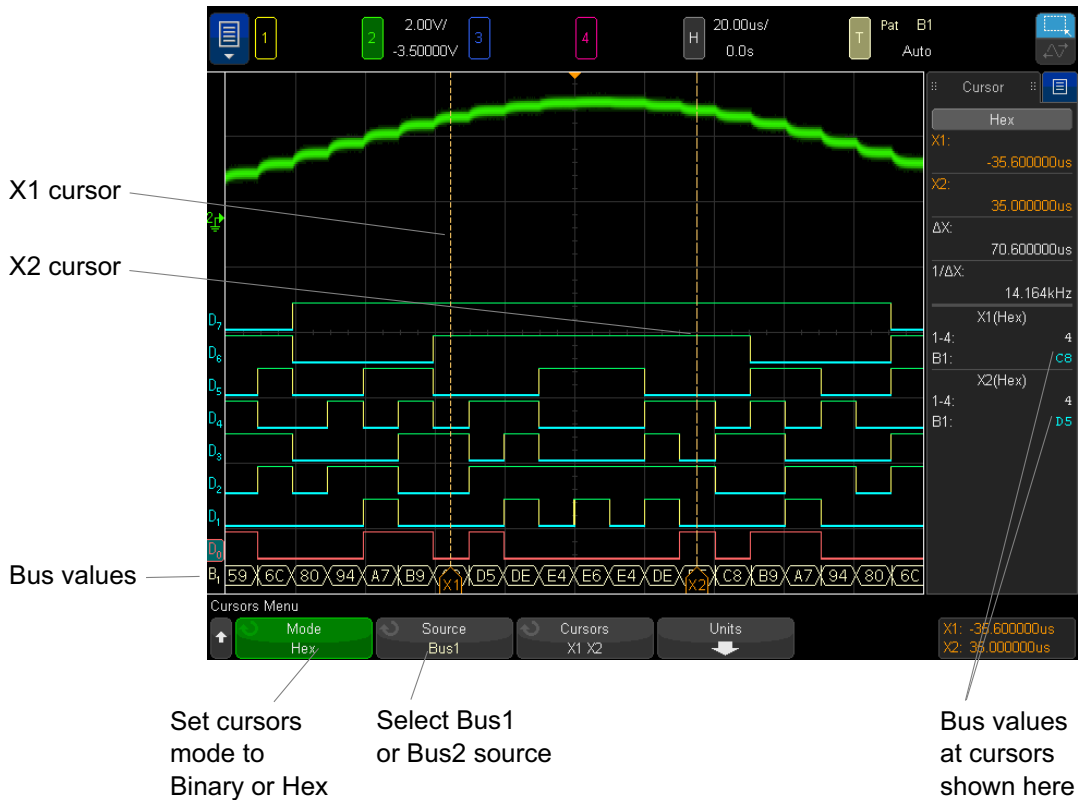 1
2
2.00V/
-3.50000V
3
4
H
20.00us/
0.0s
T
Pat B1
Auto
Cursor
Hex
X1:
-35.600000us
X2:
35.000000us
ΔX:
70.600000us
1/ΔX:
14.164kHz
X1(Hex)
1-4: 4
B1: C8
X2(Hex)
1-4: 4
B1: D5
X1 cursor
X2 cursor
2
D7
D6
D5
D4
D3
D2
D1
D0
Bus values
B1 59 6C 80 94 A7 B9 X1 D5 DE E4 E6 E4 DE X2 C8 B9 A7 94 80 6C
Cursors Menu
Mode
Hex
Source
Bus1
Cursors
X1 X2
Units
X1: -35.600000us
X2: 35.000000us
Set cursors
mode to
Binary or Hex
Select Bus1
or Bus2 source
Bus values
at cursors
shown here